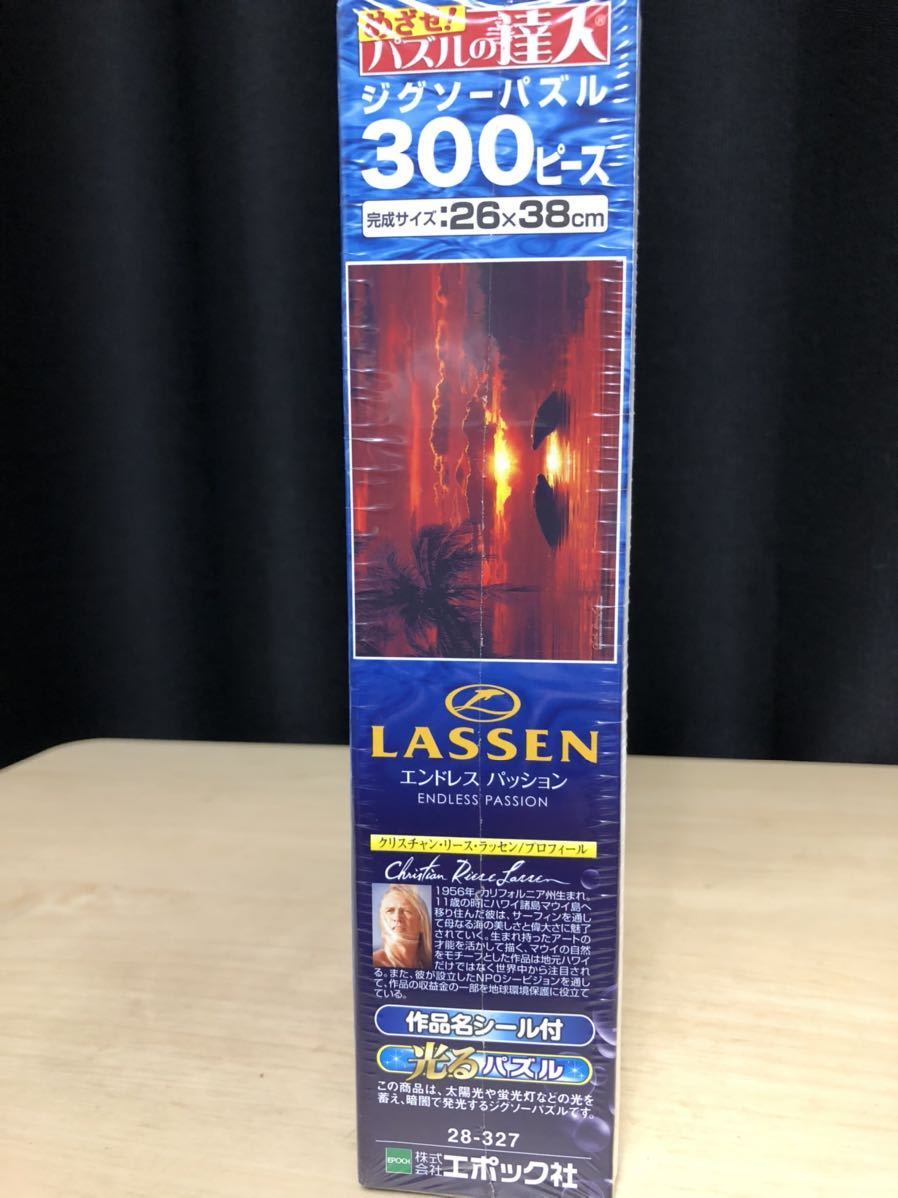 めざせ!
パズルの達人®
ジグソーパズル
300ピース
完成サイズ:26×38cm
LASSEN
エンドレス パッション
ENDLESS PASSION
クリスチャン・リース・ラッセン/プロフィール
Christian Riese Lassen
1956年、カリフォルニア州生まれ。
11歳の時にハワイ諸島マウイ島へ
移り住んだ彼は、サーフィンを通し
て母なる海の美しさと偉大さに魅了
されていく。生まれ持ったアートの
才能を活かして描く、マウイの自然
をモチーフとした作品は地元ハワイ
だけではなく世界中から注目され
る。また、彼が設立したNPOシービジョンを通し
て、作品の収益金の一部を地球環境保護に役立て
ている。
作品名シール付
光るパズル
この商品は、太陽光や蛍光灯などの光を
蓄え、暗闇で発光するジグソーパズルです。
28-327
EPOCH 株式会社エポック社